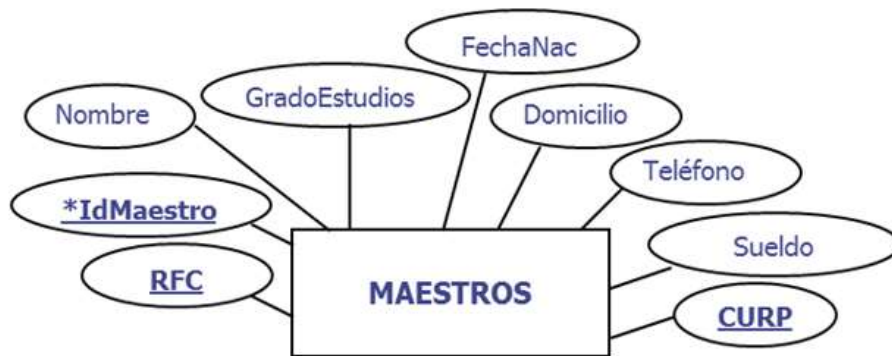 FechaNac
GradoEstudios
Nombre
Domicilio
Teléfono
*IdMaestro
Sueldo
RFC
MAESTROS
CURP